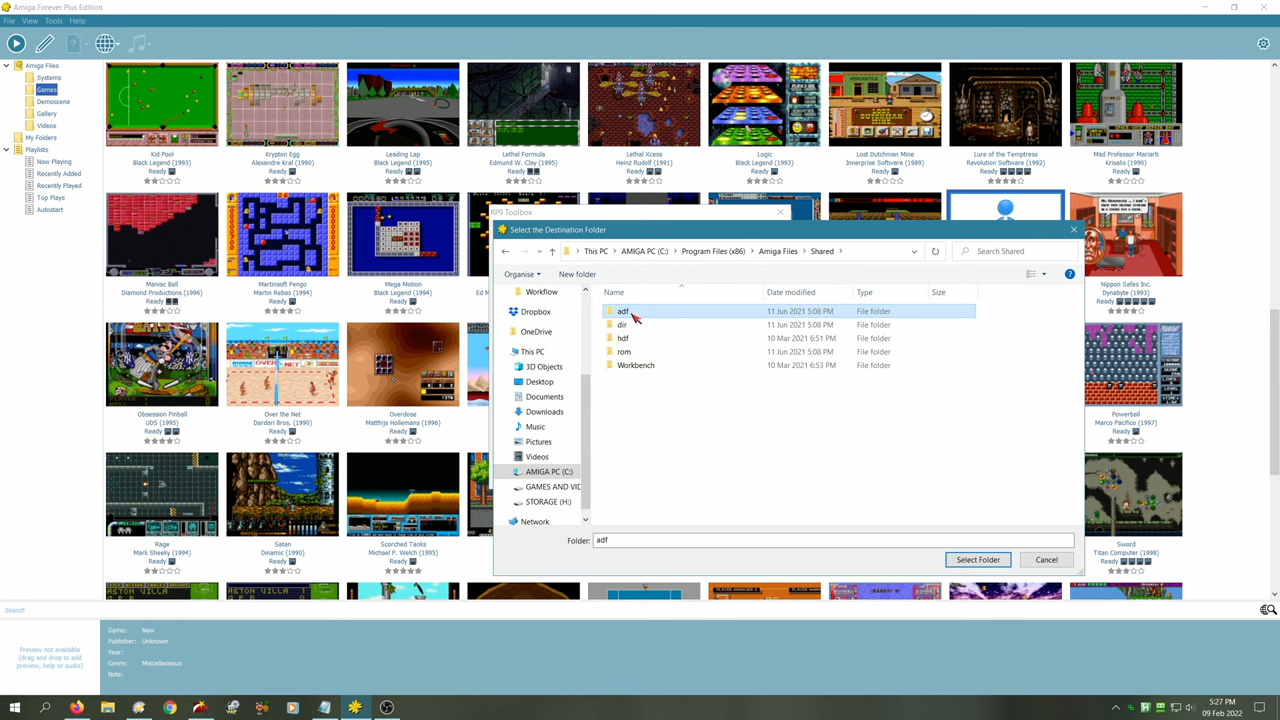 Amiga Forever Plus Edition
File View Tools Help
Amiga Files
Systems
Games
Demoscene
Gallery
Videos
My Folders
Playlists
Now Playing
Recently Added
Recently Played
Top Plays
Autostart
Kid Pool
Black Legend (1993)
Ready
Krypton Egg
Alexandre Kral (1990)
Ready
Leading Lap
Black Legend (1995)
Ready
Lethal Formula
Edmund W. Clay (1995)
Ready
Lethal Xcess
Heinz Rudolf (1991)
Ready
Logic
Black Legend (1993)
Ready
Lost Dutchman Mine
Innerprise Software (1989)
Ready
Lure of the Temptress
Revolution Software (1992)
Ready
Mad Professor Mariarti
Krisalis (1990)
Ready
Maniac Ball
Diamond Productions (1996)
Ready
Martinsoft Pengo
Martin Rebas (1994)
Ready
Mega Motion
Black Legend (1994)
Ready
Ed M
Nippon Safes Inc.
Dynabyte (1993)
Ready
Obsession Pinball
UDS (1995)
Ready
Over the Net
Dardari Bros. (1990)
Ready
Overdose
Matthijs Hollemans (1996)
Ready
Powerball
Marco Pacifico (1997)
Ready
Rage
Mark Sheeky (1994)
Ready
Satan
Dinamic (1990)
Ready
Scorched Tanks
Michael P. Welch (1995)
Ready
Sword
Titan Computer (1998)
Ready
ASTON VILLA 1
RP9 Toolbox
Select the Destination Folder
This PC > AMIGA PC (C:) > Program Files (x86) > Amiga Files > Shared >
Search Shared
Organise New folder
Workflow
Dropbox
OneDrive
This PC
3D Objects
Desktop
Documents
Downloads
Music
Pictures
Videos
AMIGA PC (C:)
GAMES AND VID
STORAGE (H:)
Network
Name Date modified Type Size
adf 11 Jun 2021 5:08 PM File folder
dir 11 Jun 2021 5:08 PM File folder
hdf 10 Mar 2021 6:51 PM File folder
rom 11 Jun 2021 5:08 PM File folder
Workbench 10 Mar 2021 6:53 PM File folder
Folder: adf
Select Folder Cancel
Search
Preview not available
(drag and drop to add
preview, help or audio)
Game: New
Publisher: Unknown
Year:
Genre: Miscellaneous
Note:
5:27 PM
09 Feb 2022